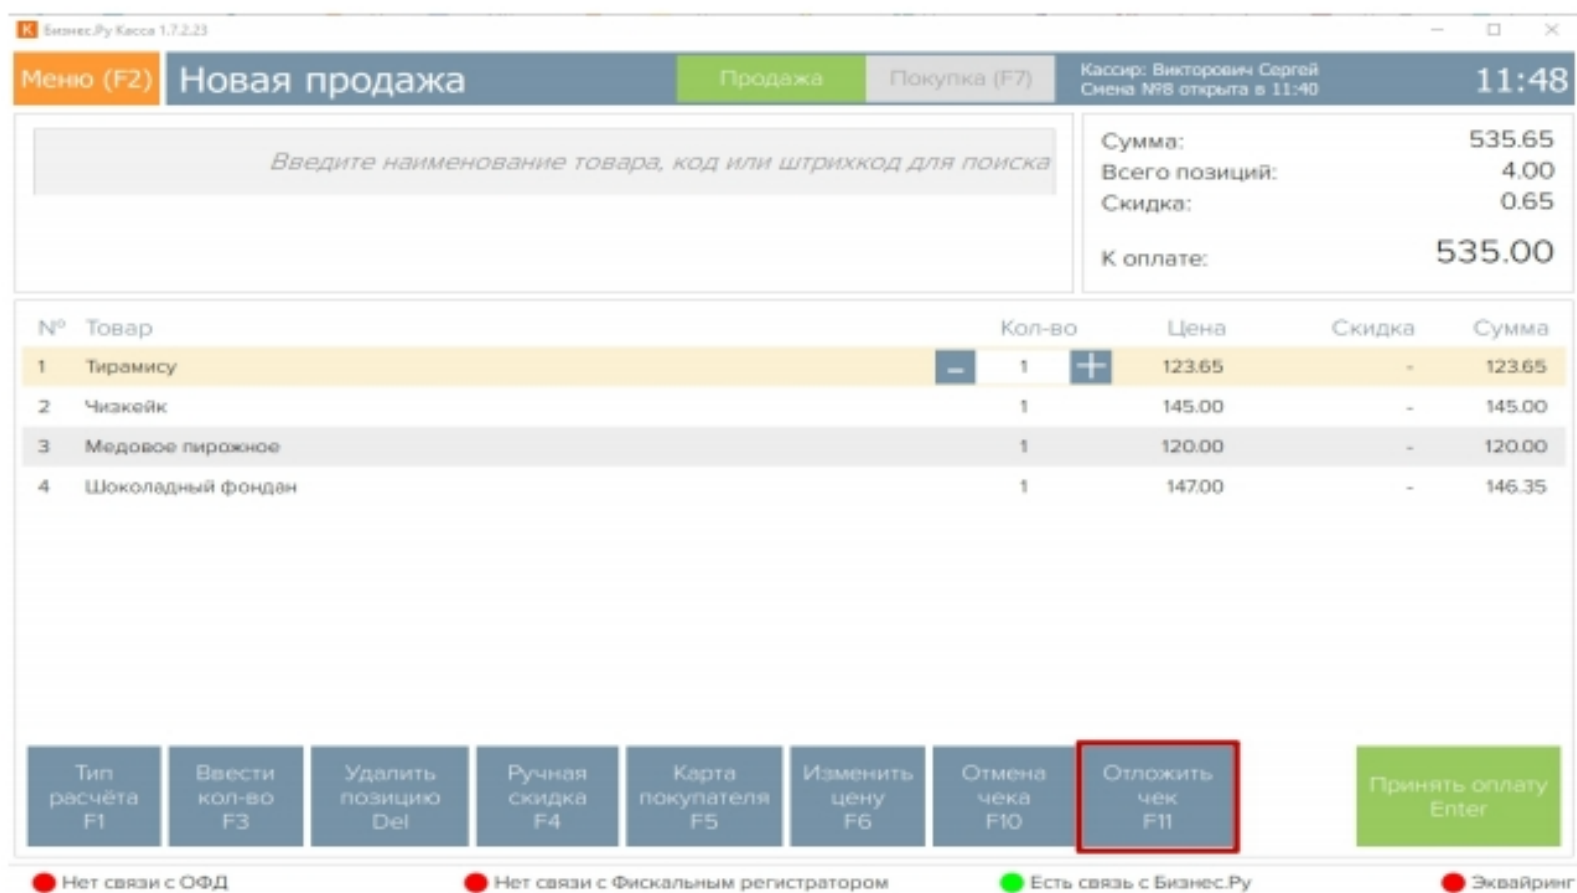 Бизнес.Ру Касса 1.7.2.23
Меню (F2)
Новая продажа
Продажа
Покупка (F7)
Кассир: Викторович Сергей
Смена №8 открыта в 11:40
11:48
Введите наименование товара, код или штрихкод для поиска
Сумма: 535.65
Всего позиций: 4.00
Скидка: 0.65
К оплате: 535.00
№ Товар Кол-во Цена Скидка Сумма
1 Тирамису - 1 + 123.65 - 123.65
2 Чизкейк 1 145.00 - 145.00
3 Медовое пирожное 1 120.00 - 120.00
4 Шоколадный фондан 1 147.00 - 146.35
Тип
расчёта
F1
Ввести
кол-во
F3
Удалить
позицию
Del
Ручная
скидка
F4
Карта
покупателя
F5
Изменить
цену
F6
Отмена
чека
F10
Отложить
чек
F11
Принять оплату
Enter
Нет связи с ОФД
Нет связи с Фискальным регистратором
Есть связь с Бизнес.Ру
Эквайринг